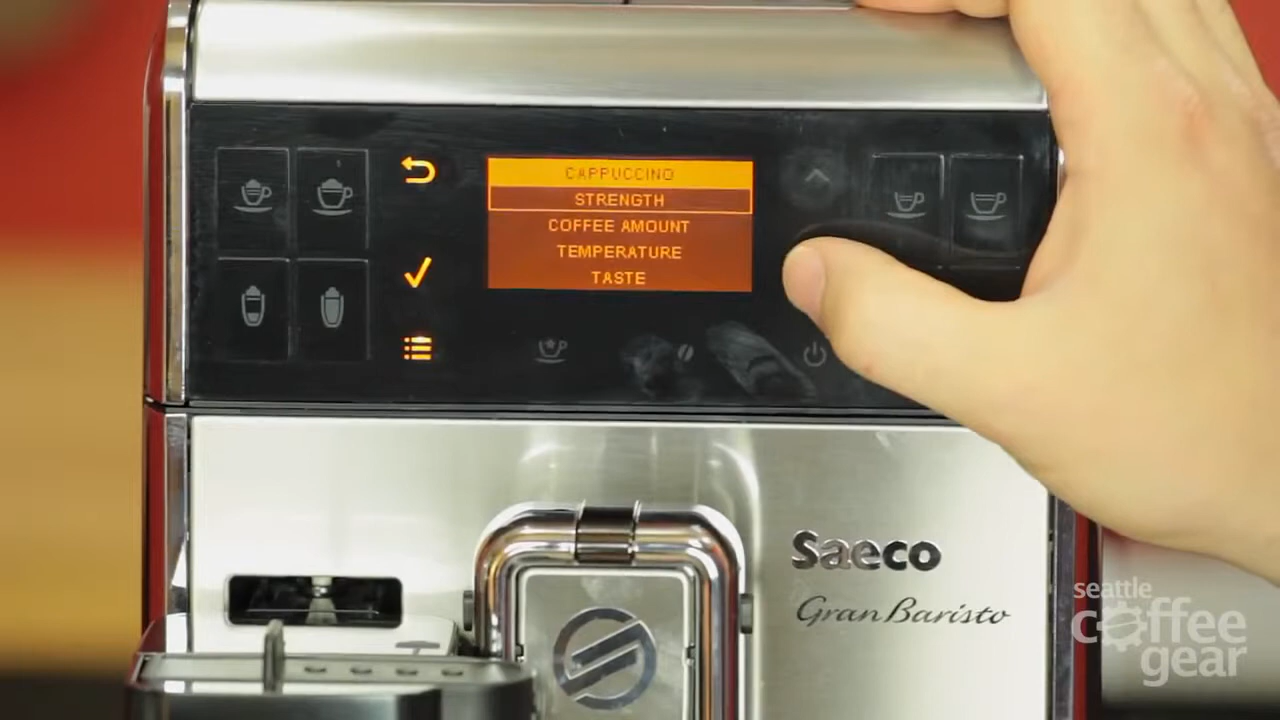 CAPPUCCINO
STRENGTH
COFFEE AMOUNT
TEMPERATURE
TASTE
Saeco
GranBaristo
seattle
coffee
gear